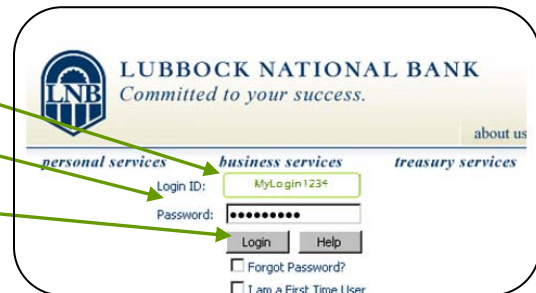 LUBBOCK NATIONAL BANK
LNB
Committed to your success.
about us
personal services business services treasury services
Login ID: MyLogin1234
Password: •••••••••
Login Help
Forgot Password?
I am a First Time User